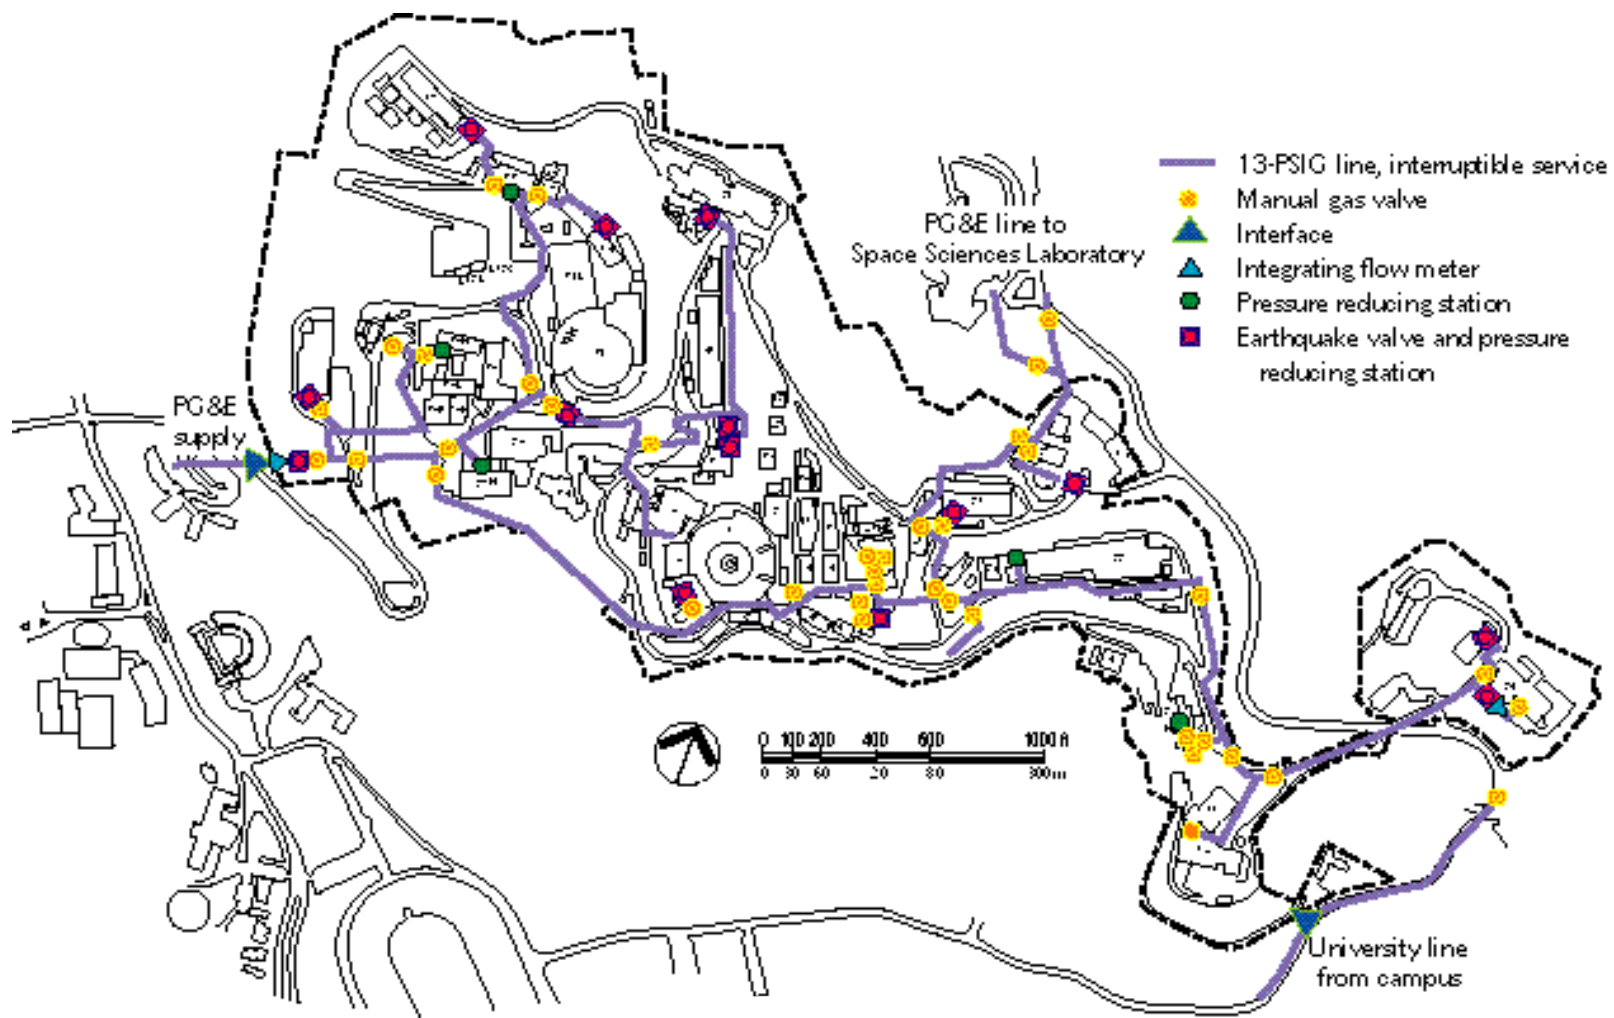 13-PSIG line, interruptible service
Manual gas valve
Interface
Integrating flow meter
Pressure reducing station
Earthquake valve and pressure
reducing station
PG&E line to
Space Sciences Laboratory
PG&E
supply
0 100 200 400 600 1000 ft
0 30 60 300 m
University line
from campus